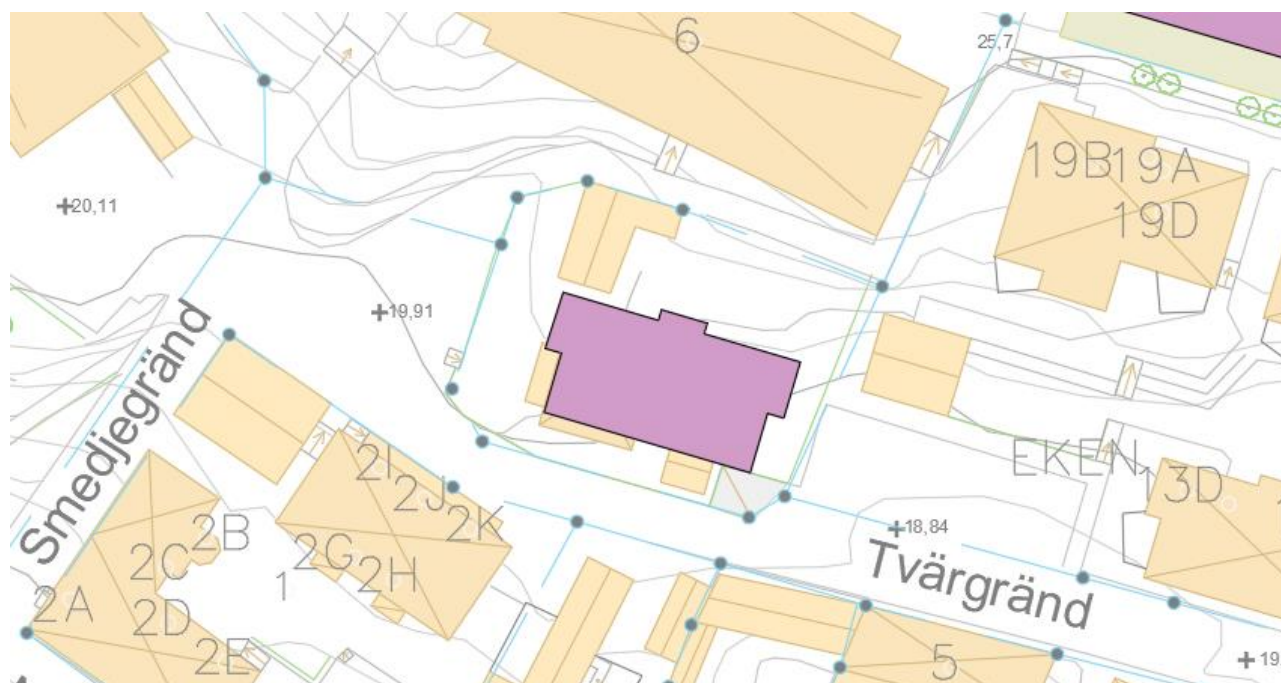 6
25,7
19B
19A
19D
20,11
19,91
Smedjegränd
2I
2J
2K
2B
2C
2G
2H
2A
1
2D
2E
EKEN
13D
18,84
Tvärgränd
5
19